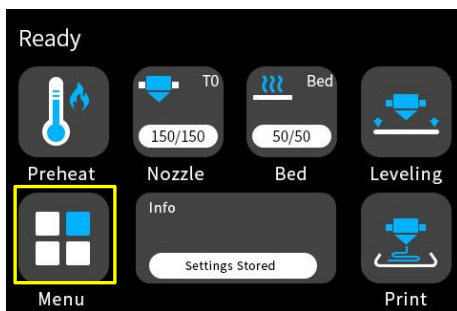 Ready
T0
Bed
150/150
50/50
Preheat
Nozzle
Bed
Leveling
Info
Settings Stored
Menu
Print